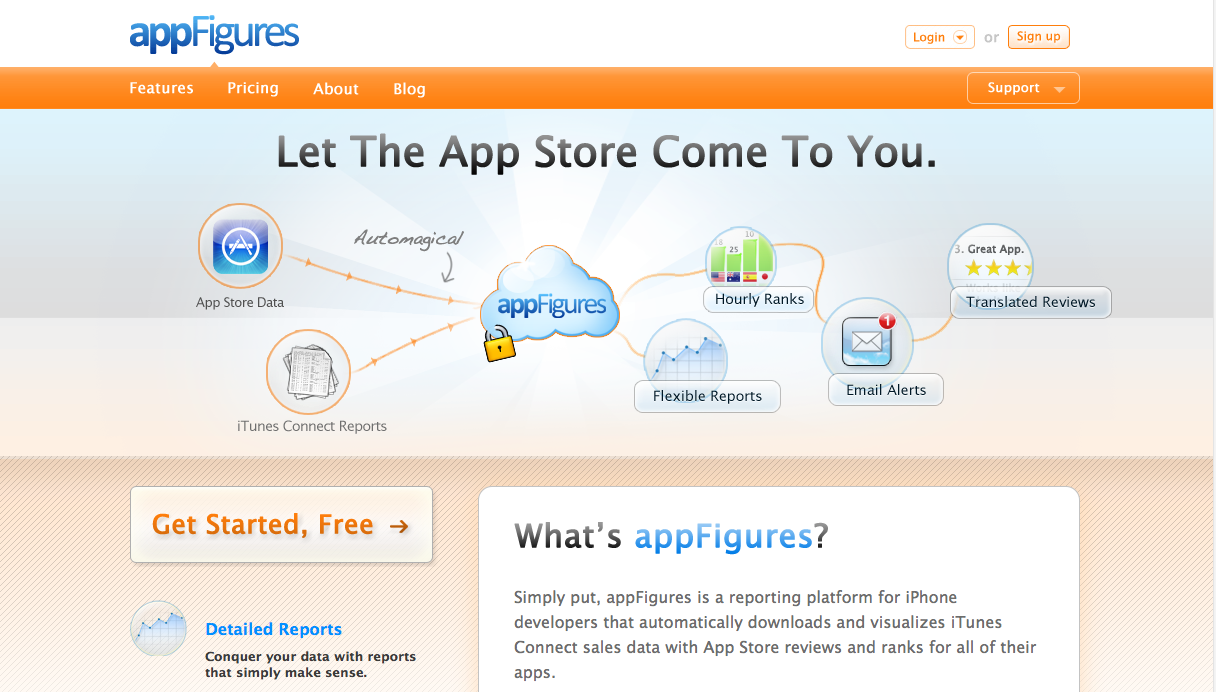 appFigures
Login or Sign up
Features Pricing About Blog Support
Let The App Store Come To You.
Automagical
App Store Data
iTunes Connect Reports
appFigures
18 25 10
Hourly Ranks
Flexible Reports
1
Email Alerts
3. Great App.
Translated Reviews
Get Started, Free →
What's appFigures?
Simply put, appFigures is a reporting platform for iPhone
developers that automatically downloads and visualizes iTunes
Connect sales data with App Store reviews and ranks for all of their
apps.
Detailed Reports
Conquer your data with reports
that simply make sense.